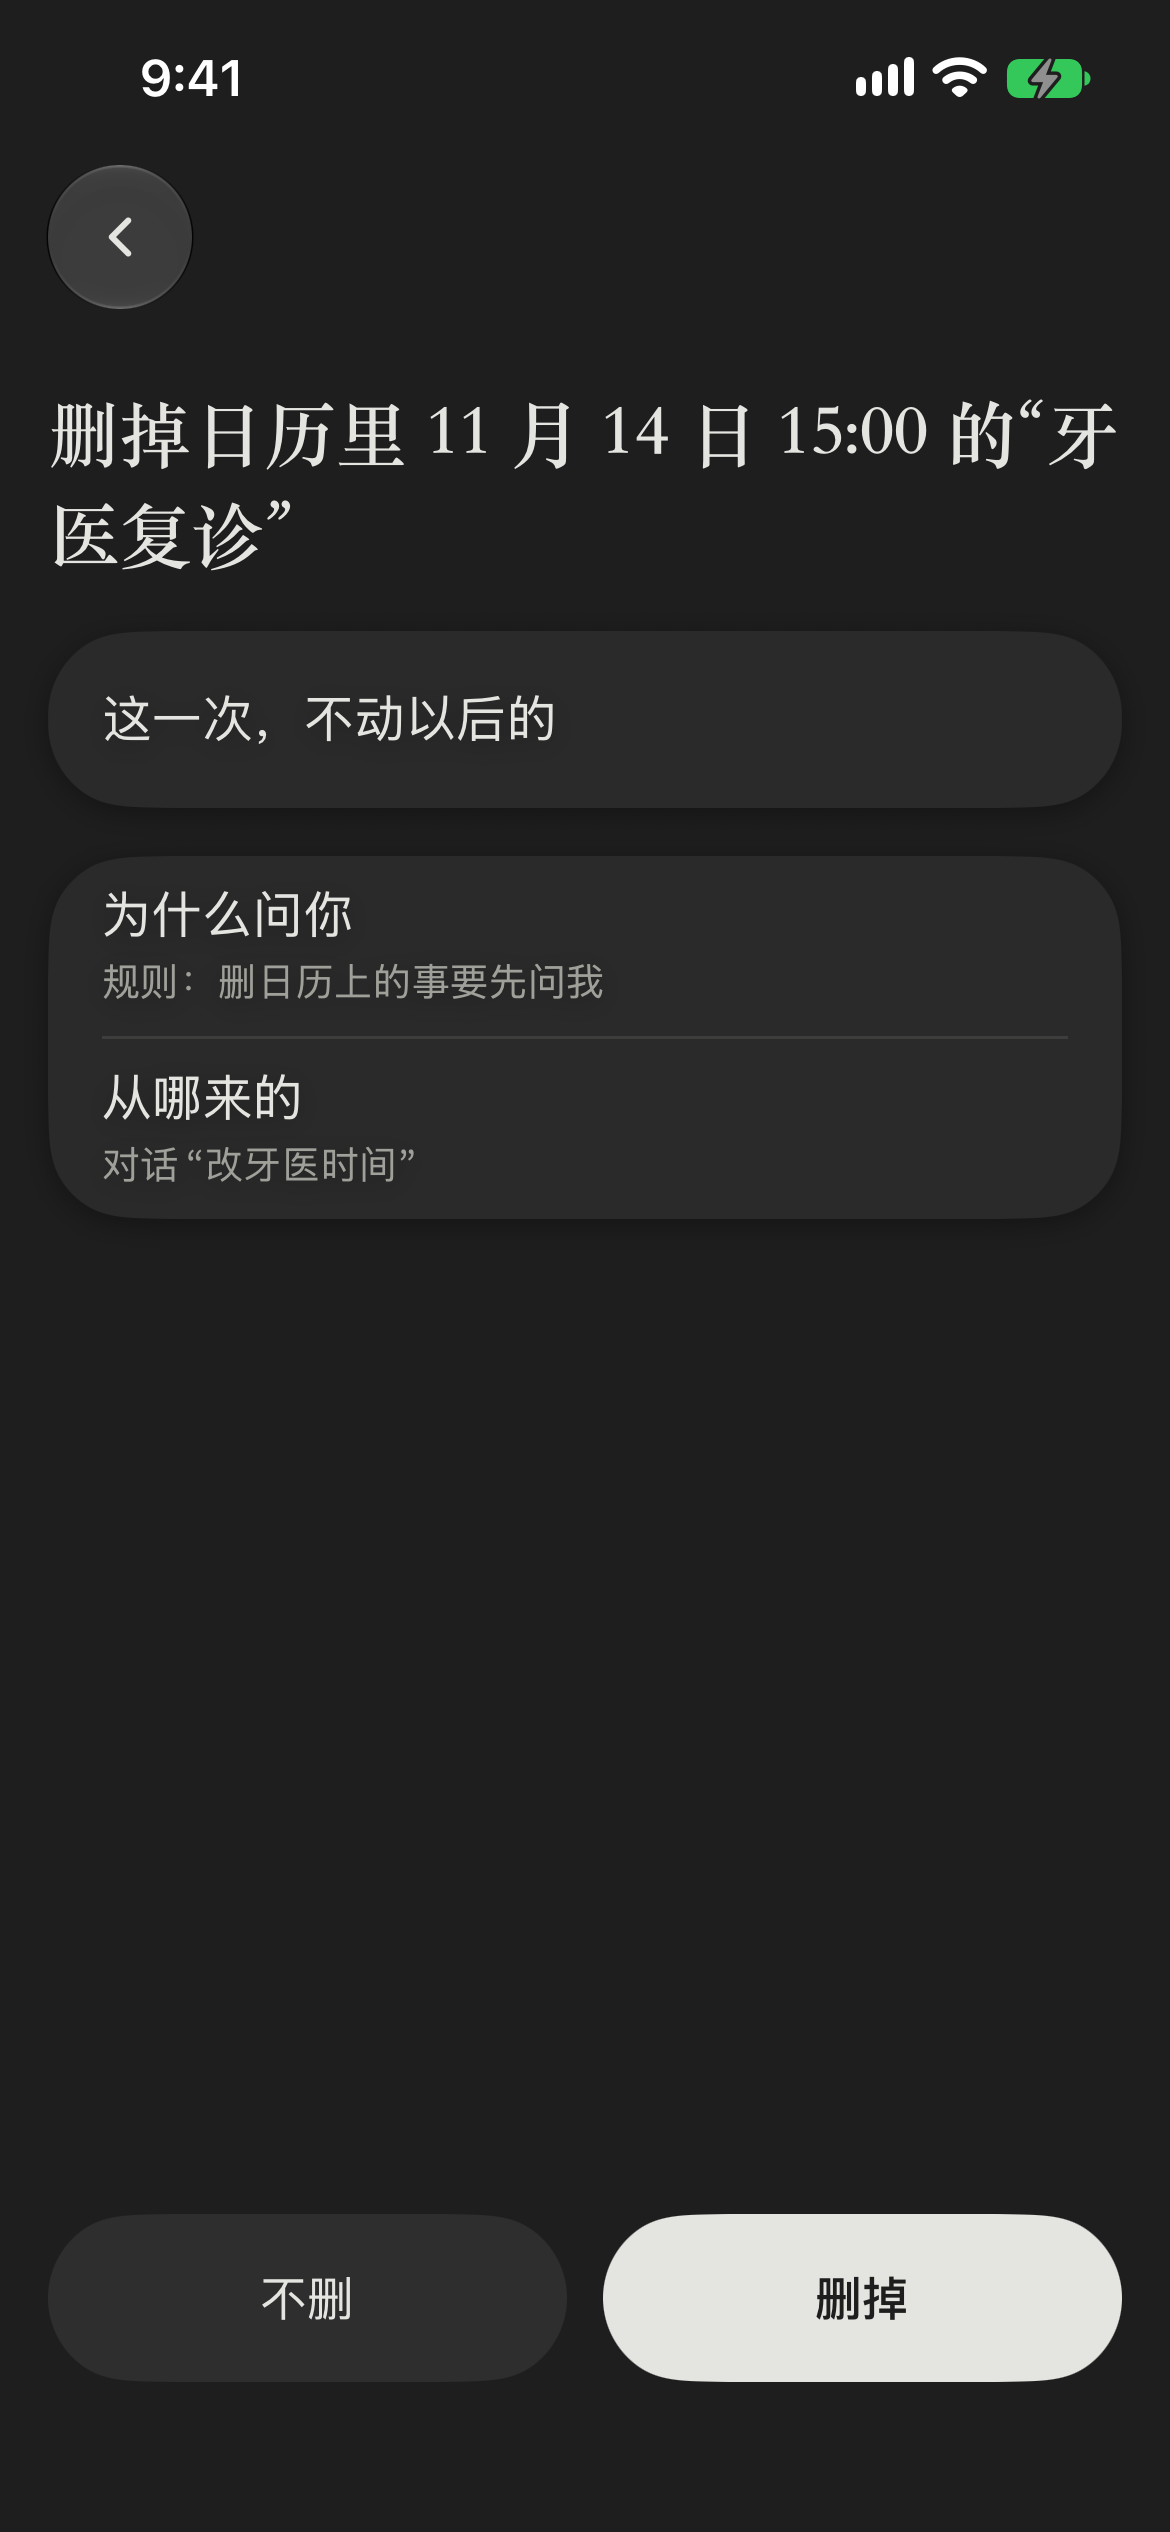 9:41
删掉日历里 11 月 14 日 15:00 的“牙
医复诊”
这一次，不动以后的
为什么问你
规则：删日历上的事要先问我
从哪来的
对话“改牙医时间”
不删
删掉